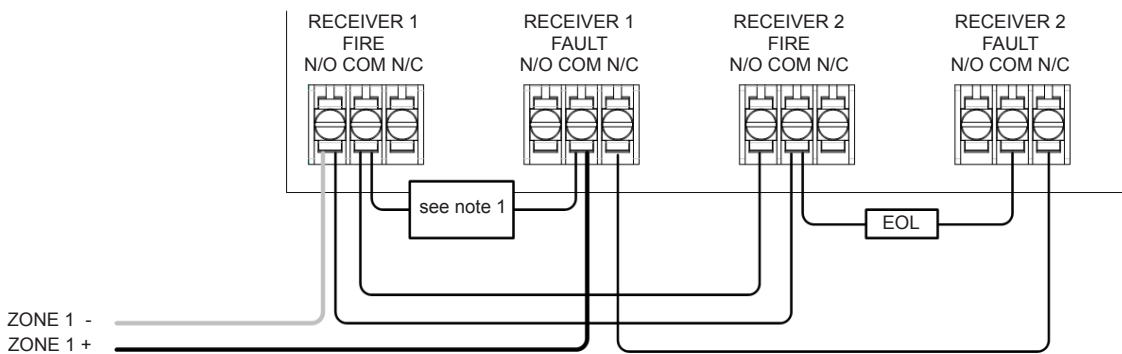 RECEIVER 1
FIRE
N/O COM N/C
RECEIVER 1
FAULT
N/O COM N/C
RECEIVER 2
FIRE
N/O COM N/C
RECEIVER 2
FAULT
N/O COM N/C
see note 1
EOL
ZONE 1 -
ZONE 1 +